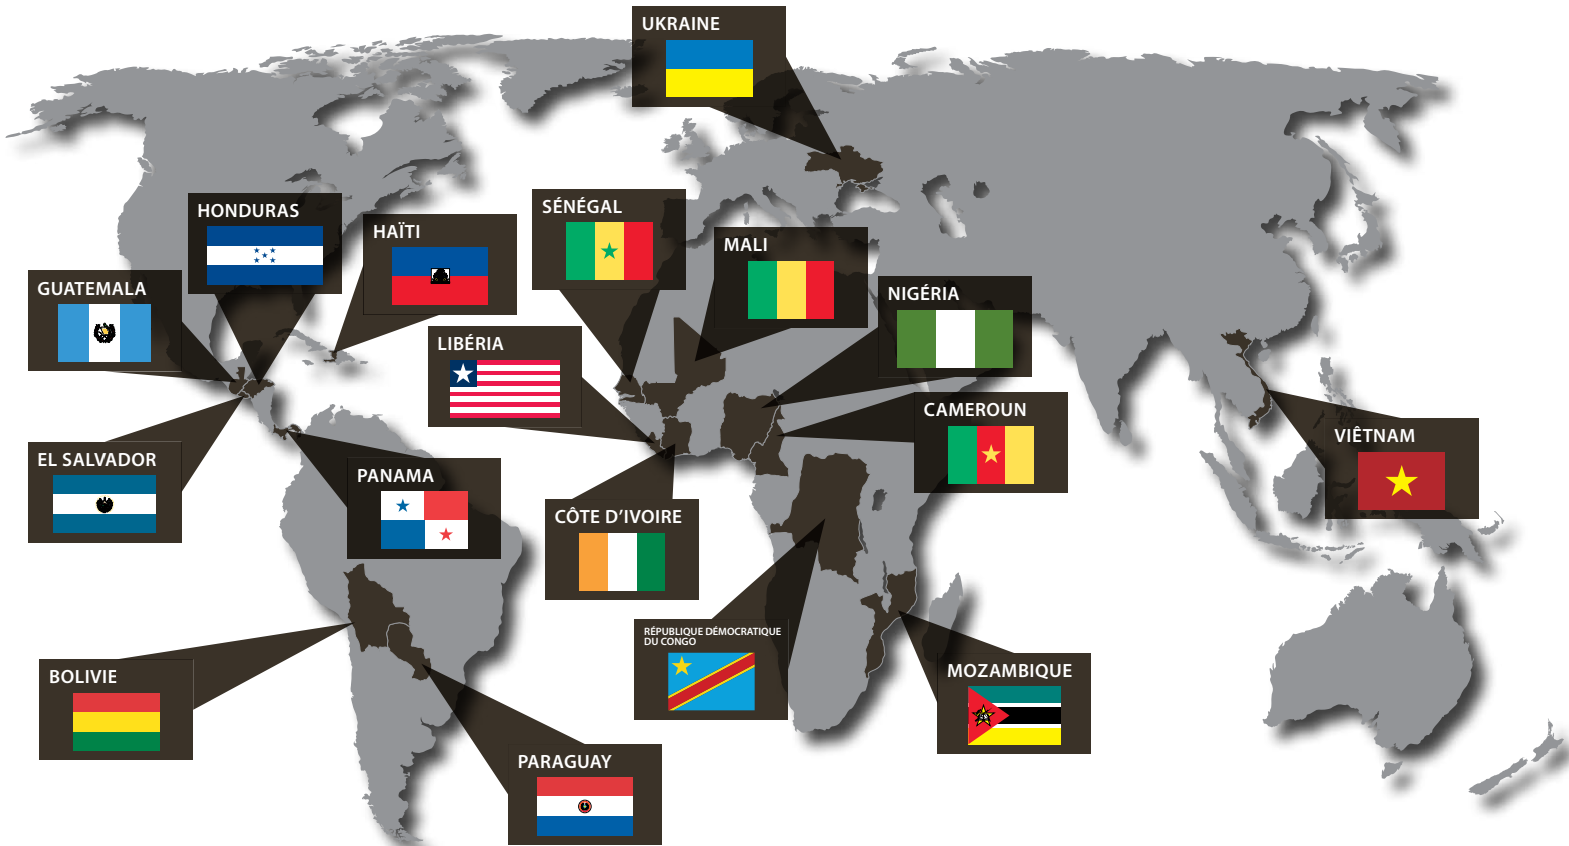 UKRAINE
HONDURAS
HAÏTI
SÉNÉGAL
MALI
GUATEMALA
NIGÉRIA
LIBÉRIA
CAMEROUN
VIÊTNAM
EL SALVADOR
PANAMA
CÔTE D’IVOIRE
RÉPUBLIQUE DÉMOCRATIQUE
DU CONGO
BOLIVIE
MOZAMBIQUE
PARAGUAY